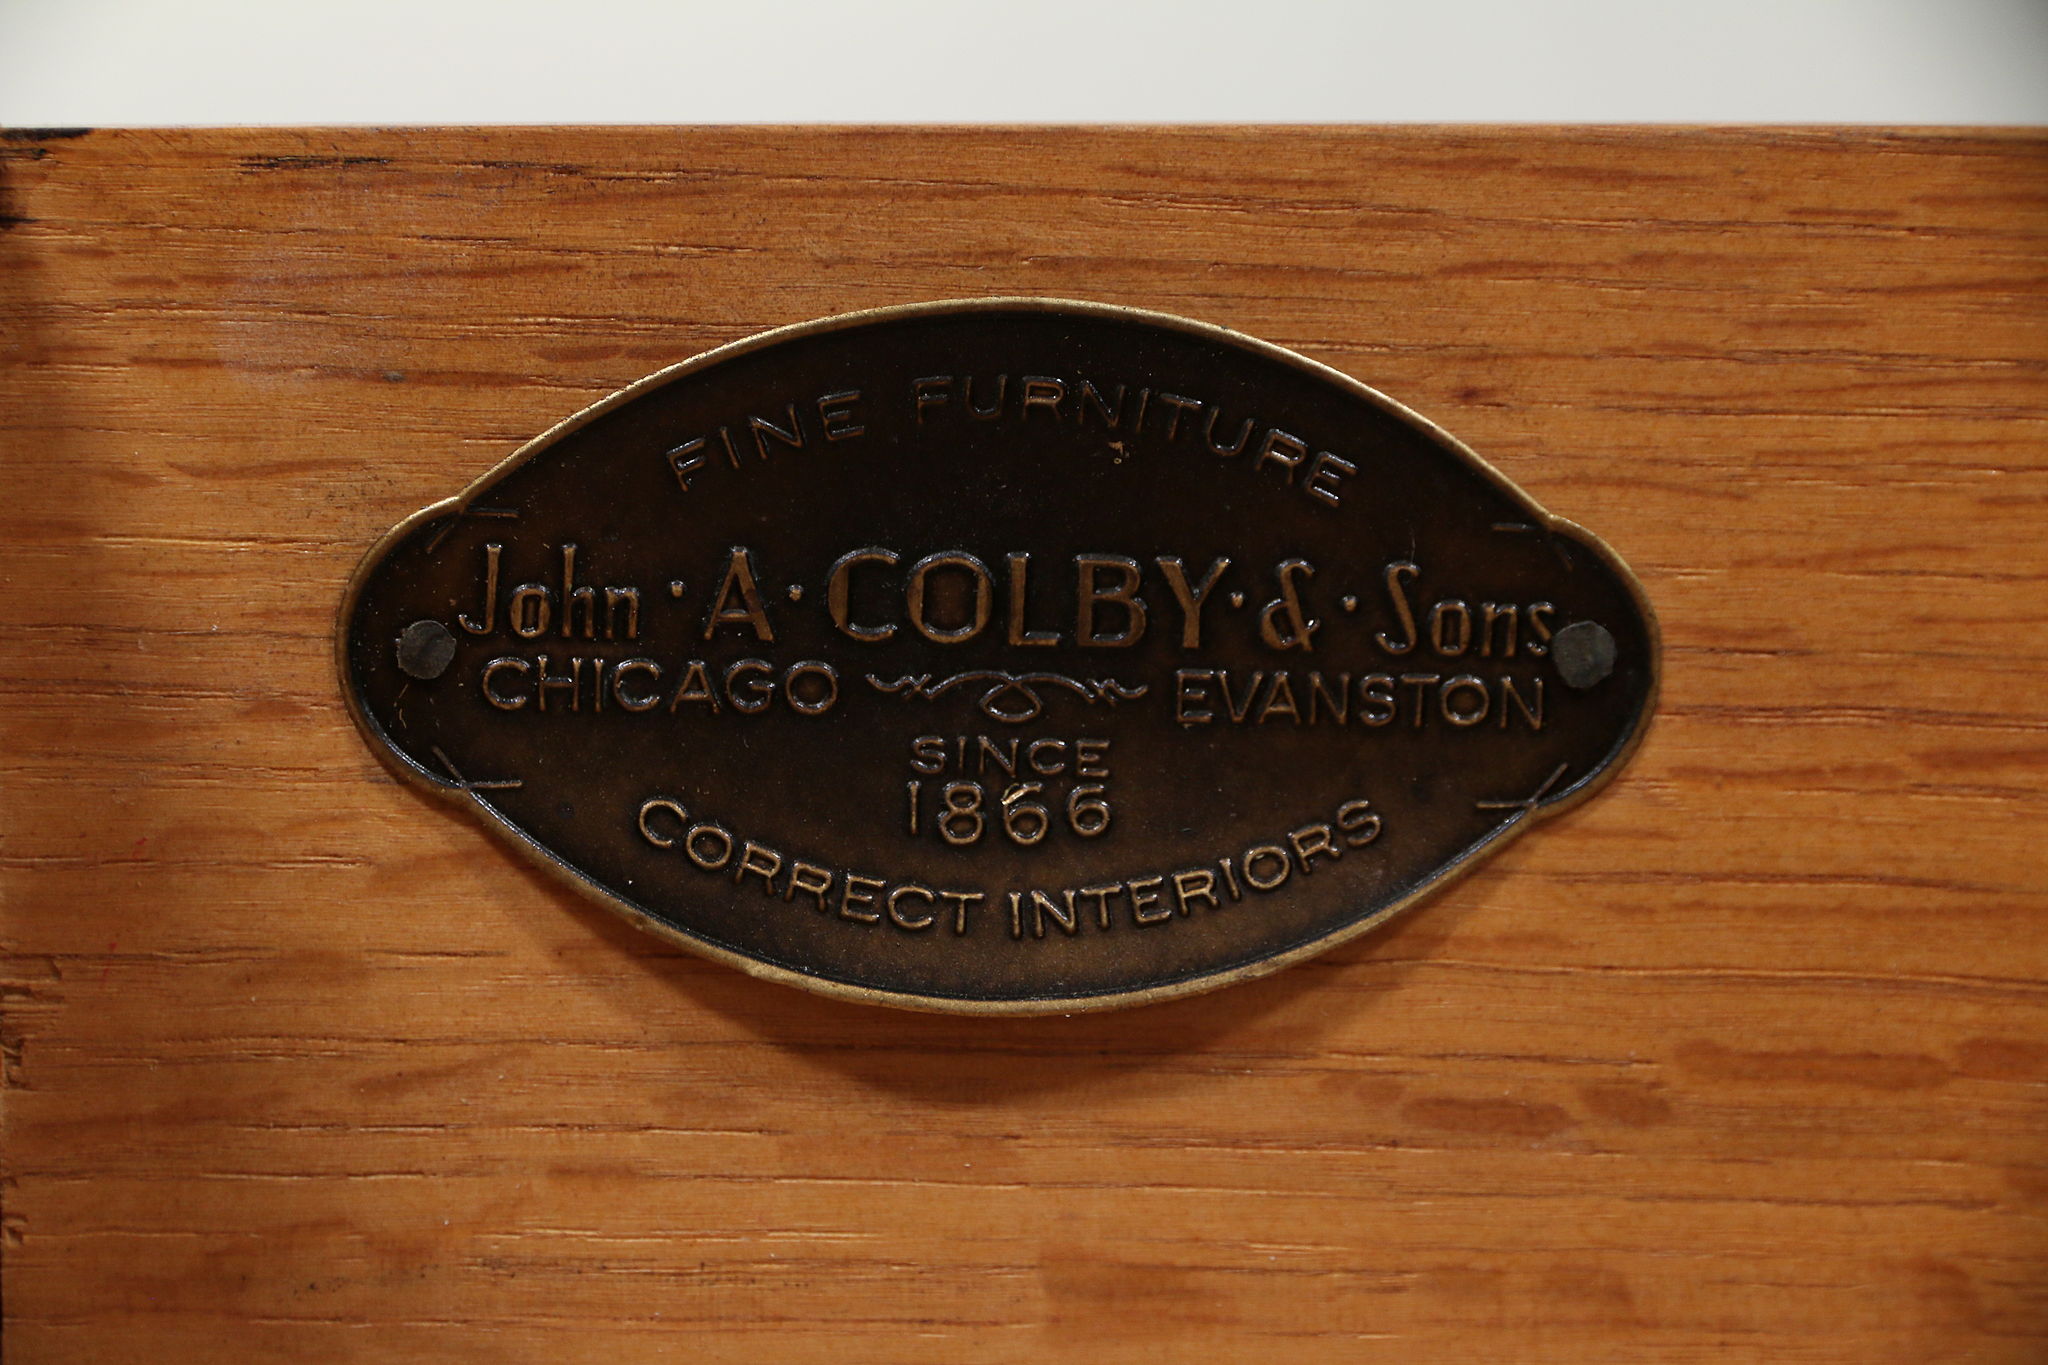 FINE FURNITURE
John · A · COLBY · & · Sons
CHICAGO EVANSTON
SINCE
1866
CORRECT INTERIORS